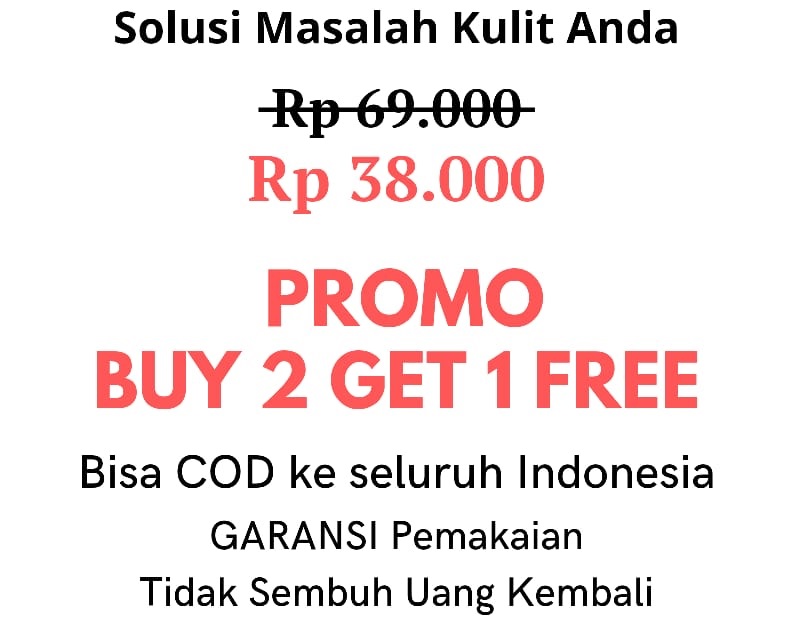 Solusi Masalah Kulit Anda
Rp 69.000
Rp 38.000
PROMO
BUY 2 GET 1 FREE
Bisa COD ke seluruh Indonesia
GARANSI Pemakaian
Tidak Sembuh Uang Kembali